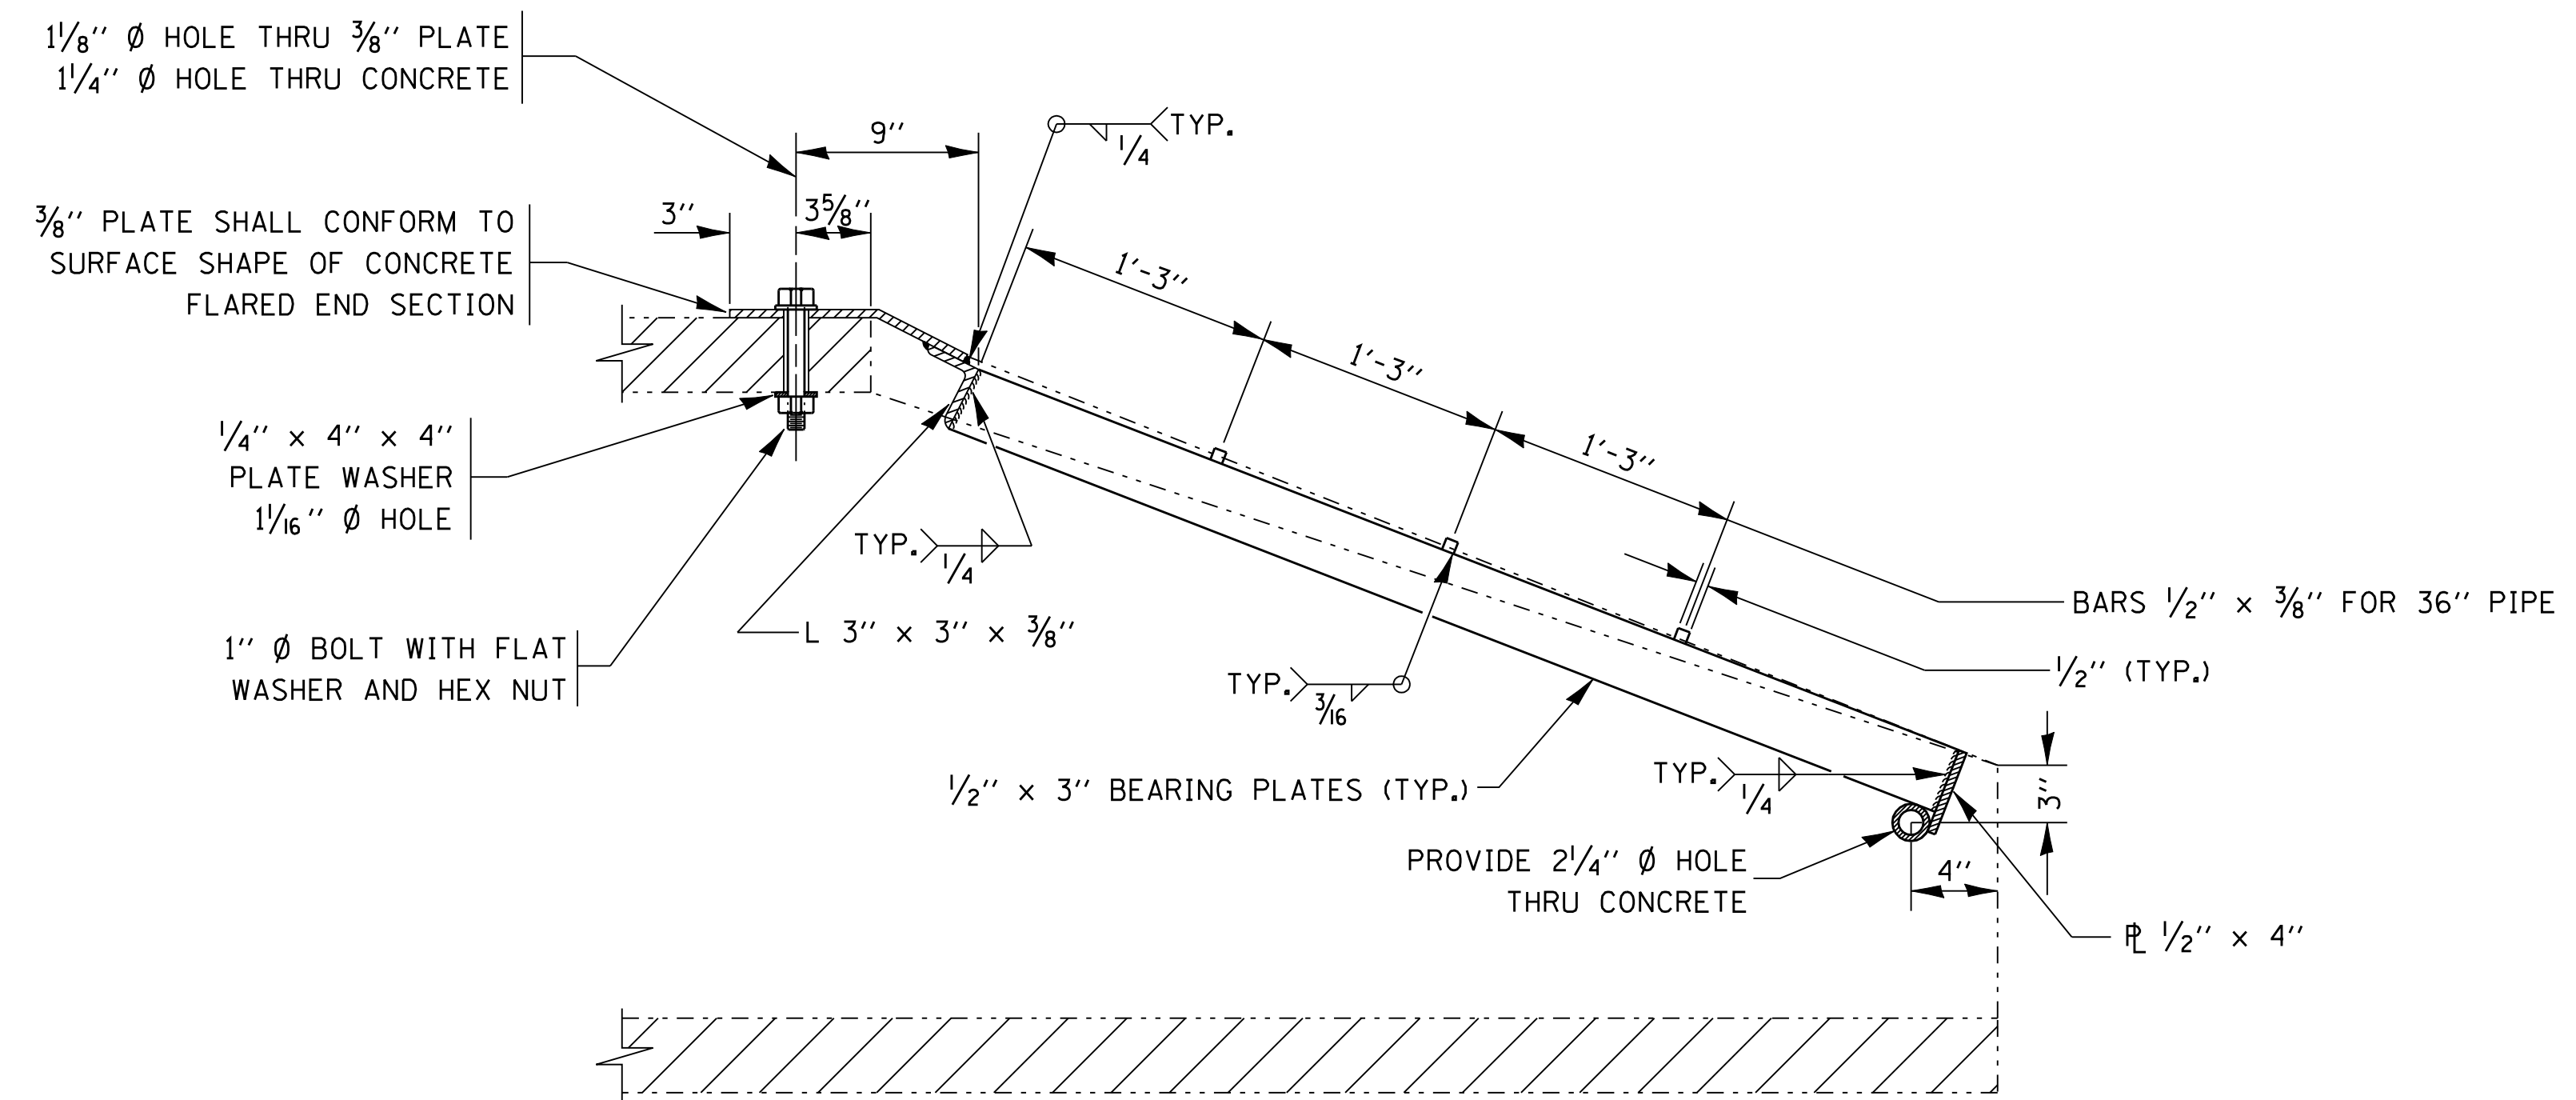 1 1/8'' Ø HOLE THRU 3/8'' PLATE
1 1/4'' Ø HOLE THRU CONCRETE
9''
TYP.
1/4
3/8'' PLATE SHALL CONFORM TO
SURFACE SHAPE OF CONCRETE
FLARED END SECTION
3''
3 5/8''
1'-3''
1'-3''
1'-3''
1/4'' x 4'' x 4''
PLATE WASHER
1 1/16'' Ø HOLE
TYP.
1/4
BARS 1/2'' x 3/8'' FOR 36'' PIPE
L 3'' x 3'' x 3/8''
1'' Ø BOLT WITH FLAT
WASHER AND HEX NUT
1/2'' (TYP.)
TYP.
3/16
1/2'' x 3'' BEARING PLATES (TYP.)
TYP.
1/4
3''
PROVIDE 2 1/4'' Ø HOLE
THRU CONCRETE
4''
PL 1/2'' x 4''